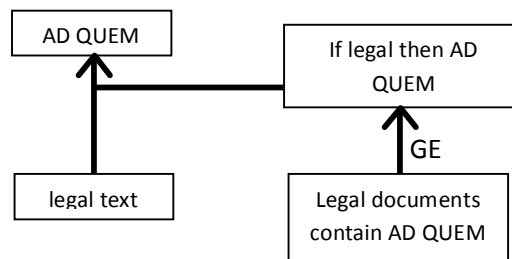 AD QUEM
If legal then AD
QUEM
GE
legal text
Legal documents
contain AD QUEM